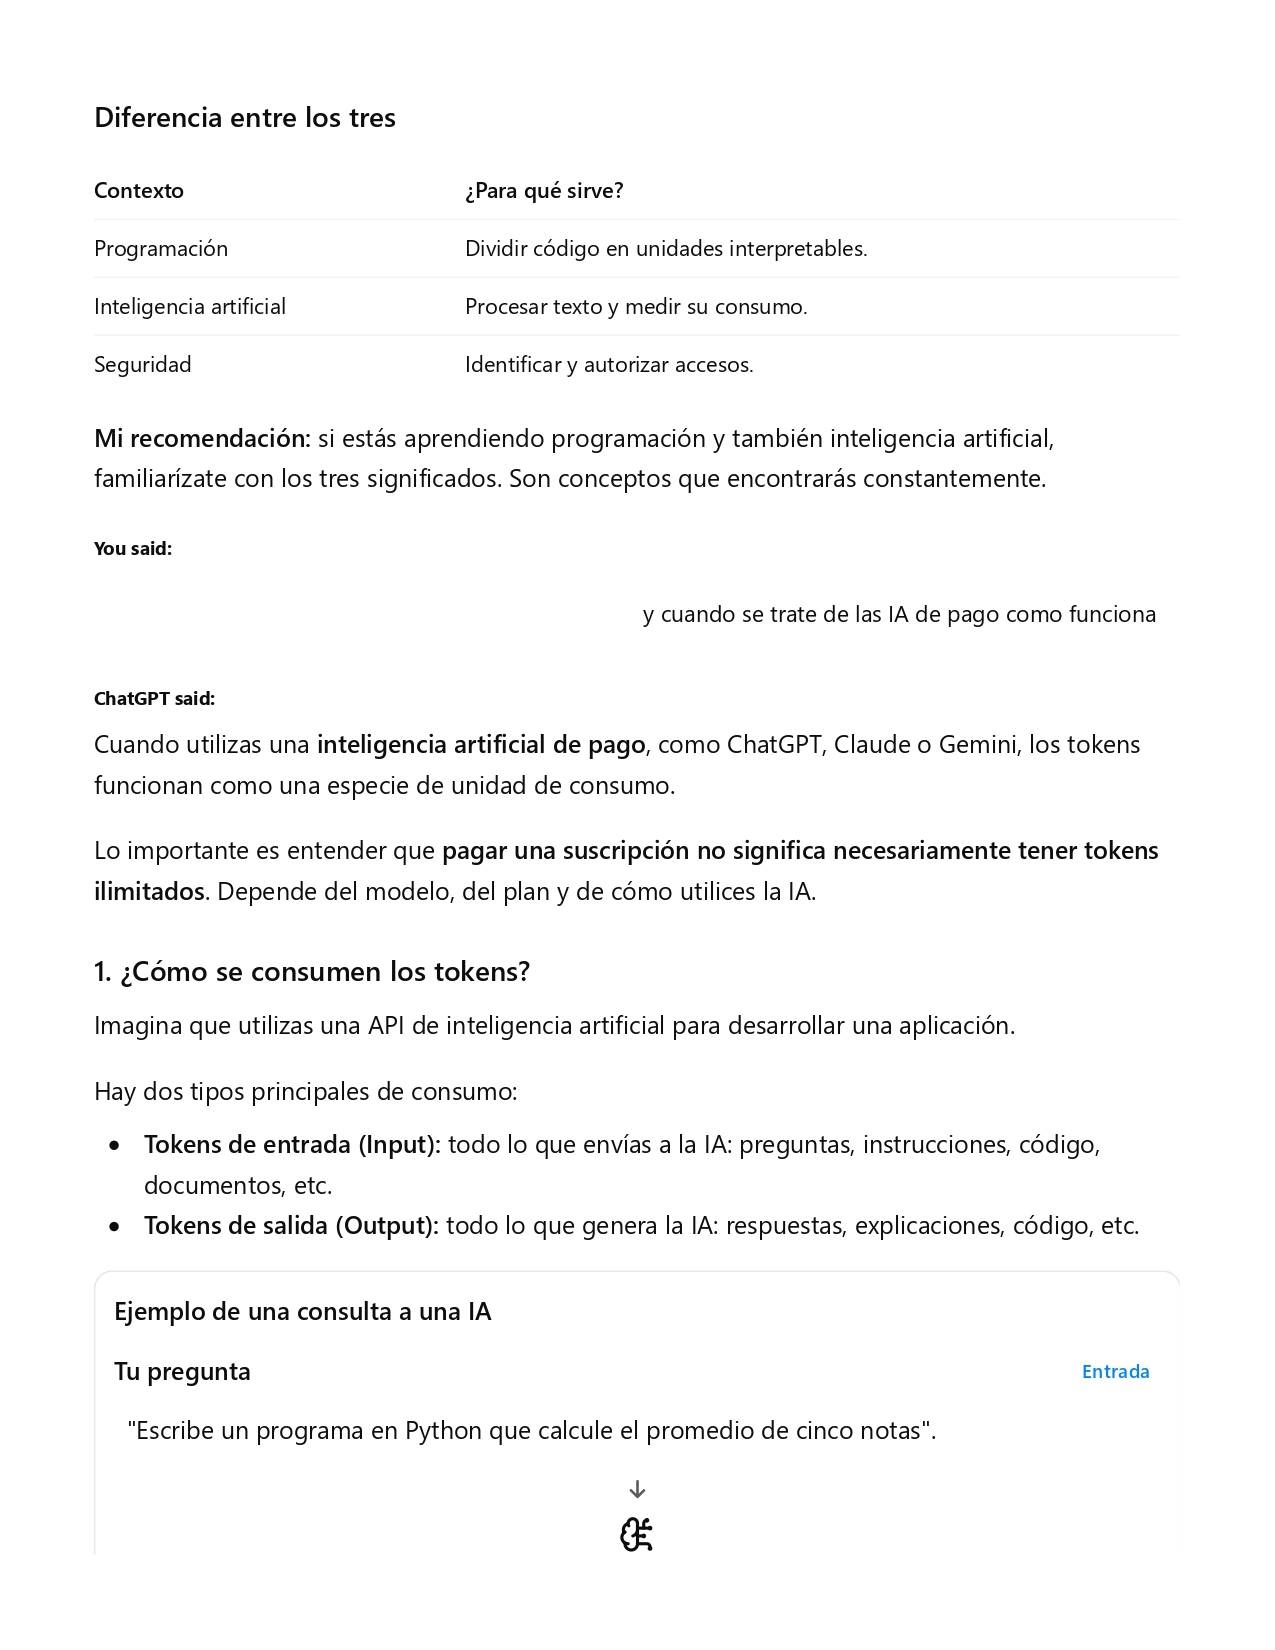 Diferencia entre los tres
Contexto ¿Para qué sirve?
Programación Dividir código en unidades interpretables.
Inteligencia artificial Procesar texto y medir su consumo.
Seguridad Identificar y autorizar accesos.
Mi recomendación: si estás aprendiendo programación y también inteligencia artificial,
familiarízate con los tres significados. Son conceptos que encontrarás constantemente.
You said:
y cuando se trate de las IA de pago como funciona
ChatGPT said:
Cuando utilizas una inteligencia artificial de pago, como ChatGPT, Claude o Gemini, los tokens
funcionan como una especie de unidad de consumo.
Lo importante es entender que pagar una suscripción no significa necesariamente tener tokens
ilimitados. Depende del modelo, del plan y de cómo utilices la IA.
1. ¿Cómo se consumen los tokens?
Imagina que utilizas una API de inteligencia artificial para desarrollar una aplicación.
Hay dos tipos principales de consumo:
• Tokens de entrada (Input): todo lo que envías a la IA: preguntas, instrucciones, código,
documentos, etc.
• Tokens de salida (Output): todo lo que genera la IA: respuestas, explicaciones, código, etc.
Ejemplo de una consulta a una IA
Tu pregunta Entrada
"Escribe un programa en Python que calcule el promedio de cinco notas".